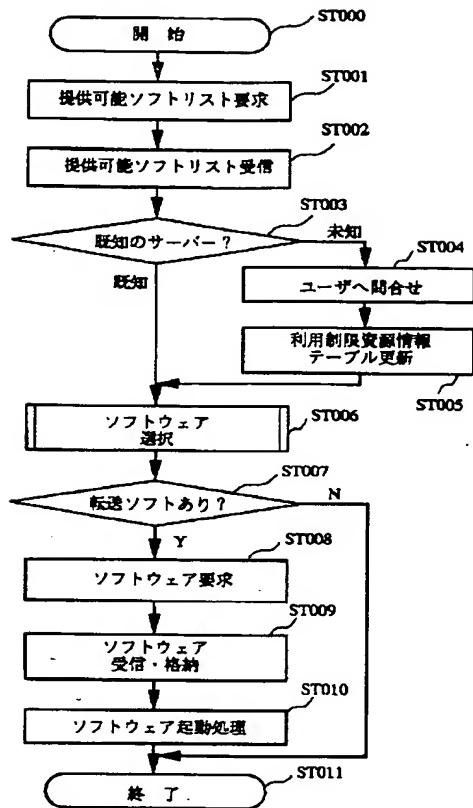 ST000
開 始
ST001
提供可能ソフトリスト要求
ST002
提供可能ソフトリスト受信
ST003
既知のサーバー？
未知
既知
ST004
ユーザへ問合せ
利用制限資源情報
テーブル更新
ST005
ソフトウェア
選択
ST006
ST007
転送ソフトあり？
N
Y
ST008
ソフトウェア要求
ST009
ソフトウェア
受信・格納
ST010
ソフトウェア起動処理
ST011
終 了